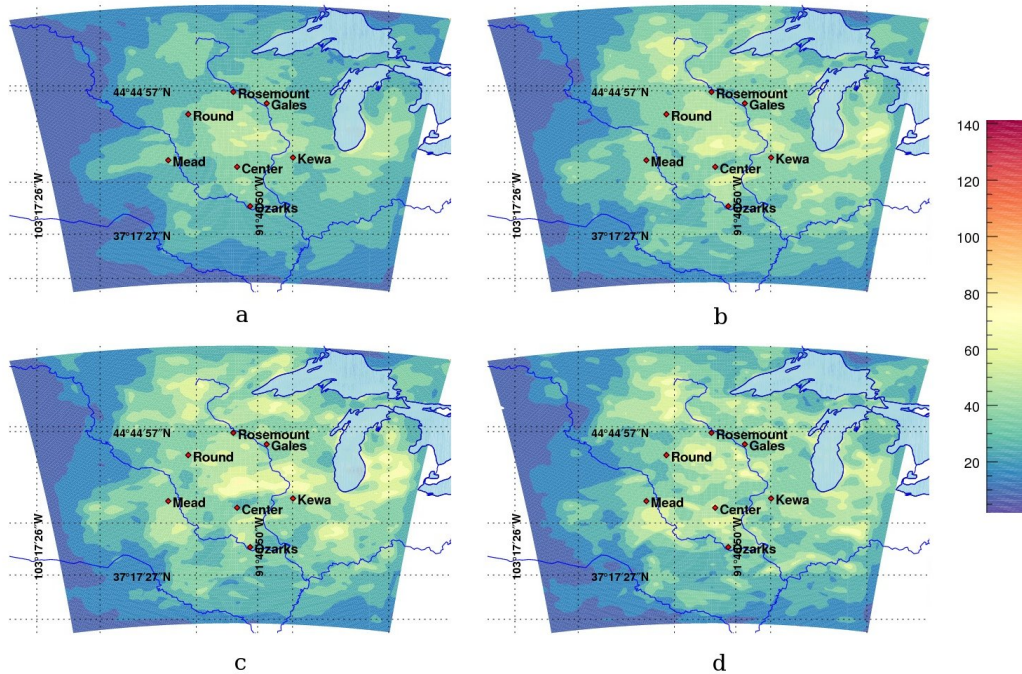 44°44′57″N
Rosemount
Gales
Round
Mead
Kewa
Center
103°17′26″W
91°40′50″W
Ozarks
37°17′27″N
a
44°44′57″N
Rosemount
Gales
Round
Mead
Kewa
Center
103°17′26″W
91°40′50″W
Ozarks
37°17′27″N
b
140
120
100
80
60
40
20
44°44′57″N
Rosemount
Gales
Round
Mead
Kewa
Center
103°17′26″W
91°40′50″W
Ozarks
37°17′27″N
c
44°44′57″N
Rosemount
Gales
Round
Mead
Kewa
Center
103°17′26″W
91°40′50″W
Ozarks
37°17′27″N
d